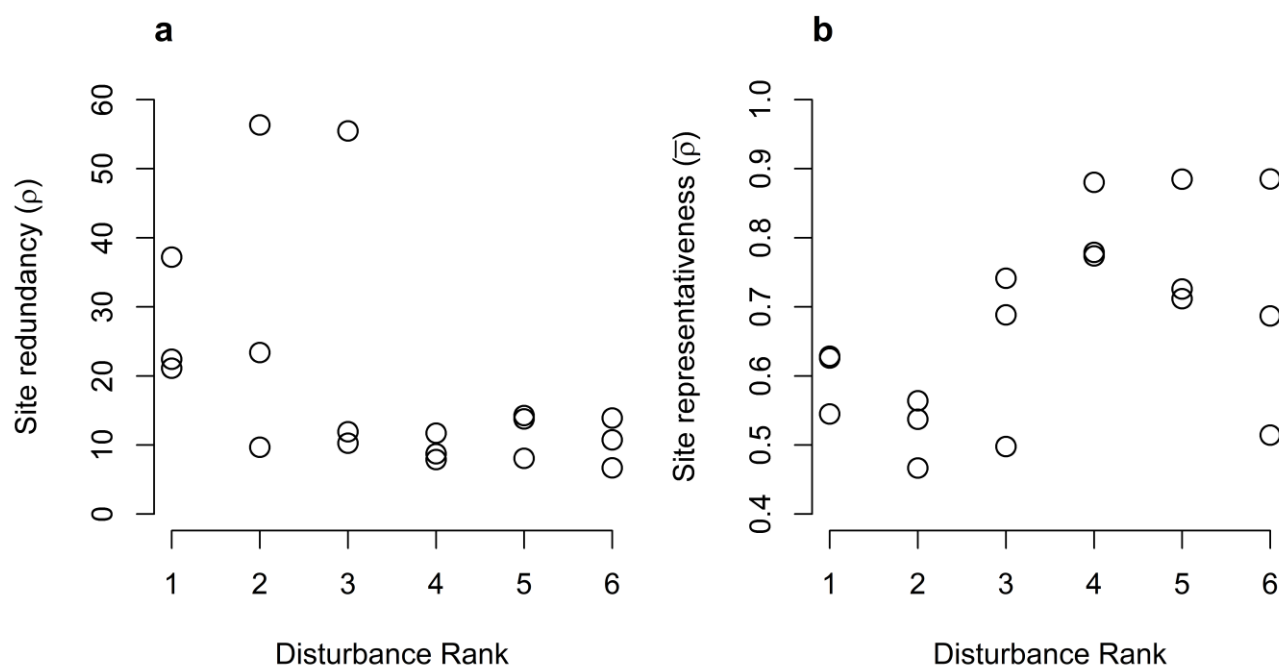 a
Site redundancy (ρ)
60
50
40
30
20
10
0
1 2 3 4 5 6
Disturbance Rank
b
Site representativeness (ρ̅)
1.0
0.9
0.8
0.7
0.6
0.5
0.4
1 2 3 4 5 6
Disturbance Rank